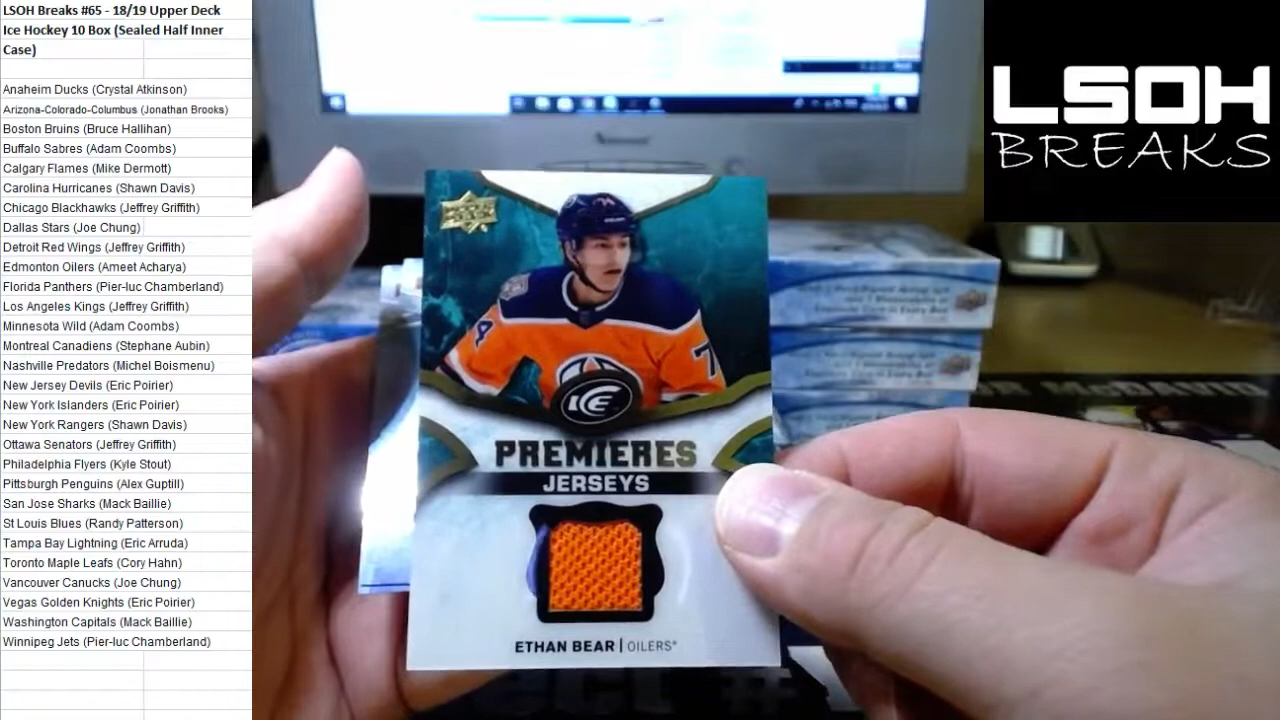 LSOH Breaks #65 - 18/19 Upper Deck
Ice Hockey 10 Box (Sealed Half Inner
Case)
Anaheim Ducks (Crystal Atkinson)
Arizona-Colorado-Columbus (Jonathan Brooks)
Boston Bruins (Bruce Hallihan)
Buffalo Sabres (Adam Coombs)
Calgary Flames (Mike Dermott)
Carolina Hurricanes (Shawn Davis)
Chicago Blackhawks (Jeffrey Griffith)
Dallas Stars (Joe Chung)
Detroit Red Wings (Jeffrey Griffith)
Edmonton Oilers (Ameet Acharya)
Florida Panthers (Pier-luc Chamberland)
Los Angeles Kings (Jeffrey Griffith)
Minnesota Wild (Adam Coombs)
Montreal Canadiens (Stephane Aubin)
Nashville Predators (Michel Boismenu)
New Jersey Devils (Eric Poirier)
New York Islanders (Eric Poirier)
New York Rangers (Shawn Davis)
Ottawa Senators (Jeffrey Griffith)
Philadelphia Flyers (Kyle Stout)
Pittsburgh Penguins (Alex Guptill)
San Jose Sharks (Mack Baillie)
St Louis Blues (Randy Patterson)
Tampa Bay Lightning (Eric Arruda)
Toronto Maple Leafs (Cory Hahn)
Vancouver Canucks (Joe Chung)
Vegas Golden Knights (Eric Poirier)
Washington Capitals (Mack Baillie)
Winnipeg Jets (Pier-luc Chamberland)
LSOH
BREAKS
74
4
7
ICE
PREMIERES
JERSEYS
ETHAN BEAR | OILERS
MCDAVID